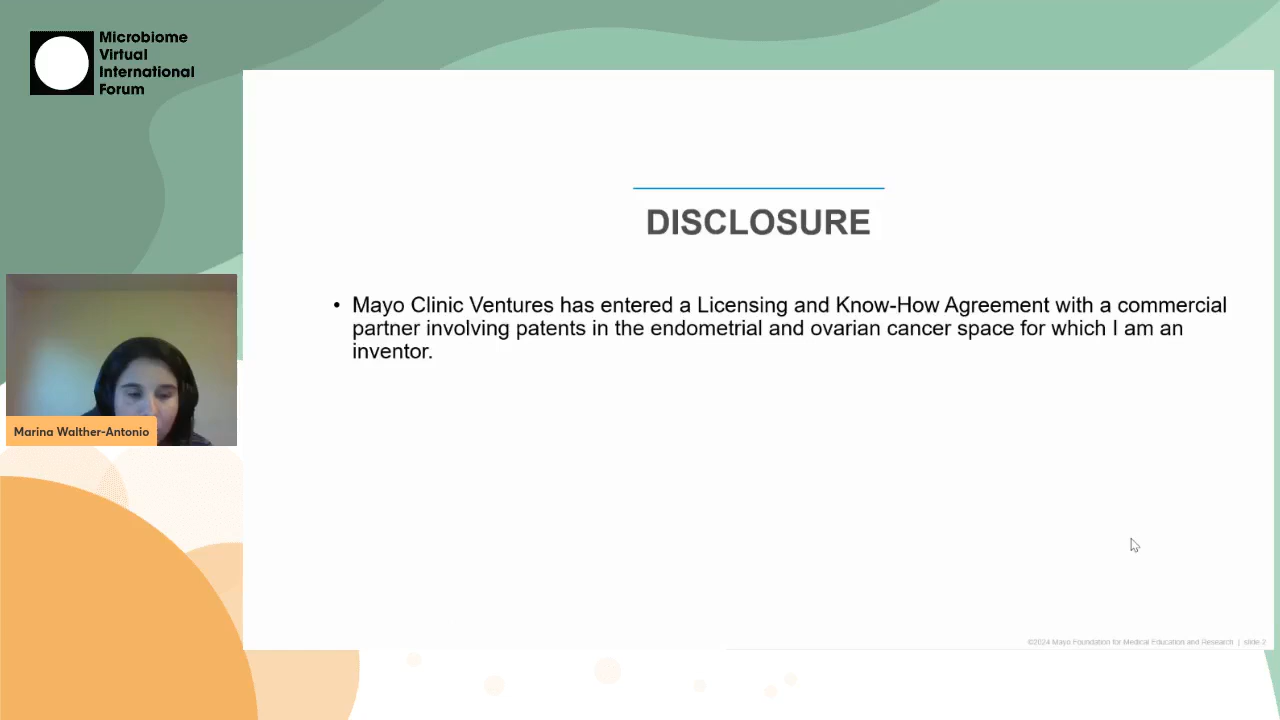 Microbiome
Virtual
International
Forum
DISCLOSURE
• Mayo Clinic Ventures has entered a Licensing and Know-How Agreement with a commercial
partner involving patents in the endometrial and ovarian cancer space for which I am an
inventor.
Marina Walther-Antonio
©2024 Mayo Foundation for Medical Education and Research | slide-2